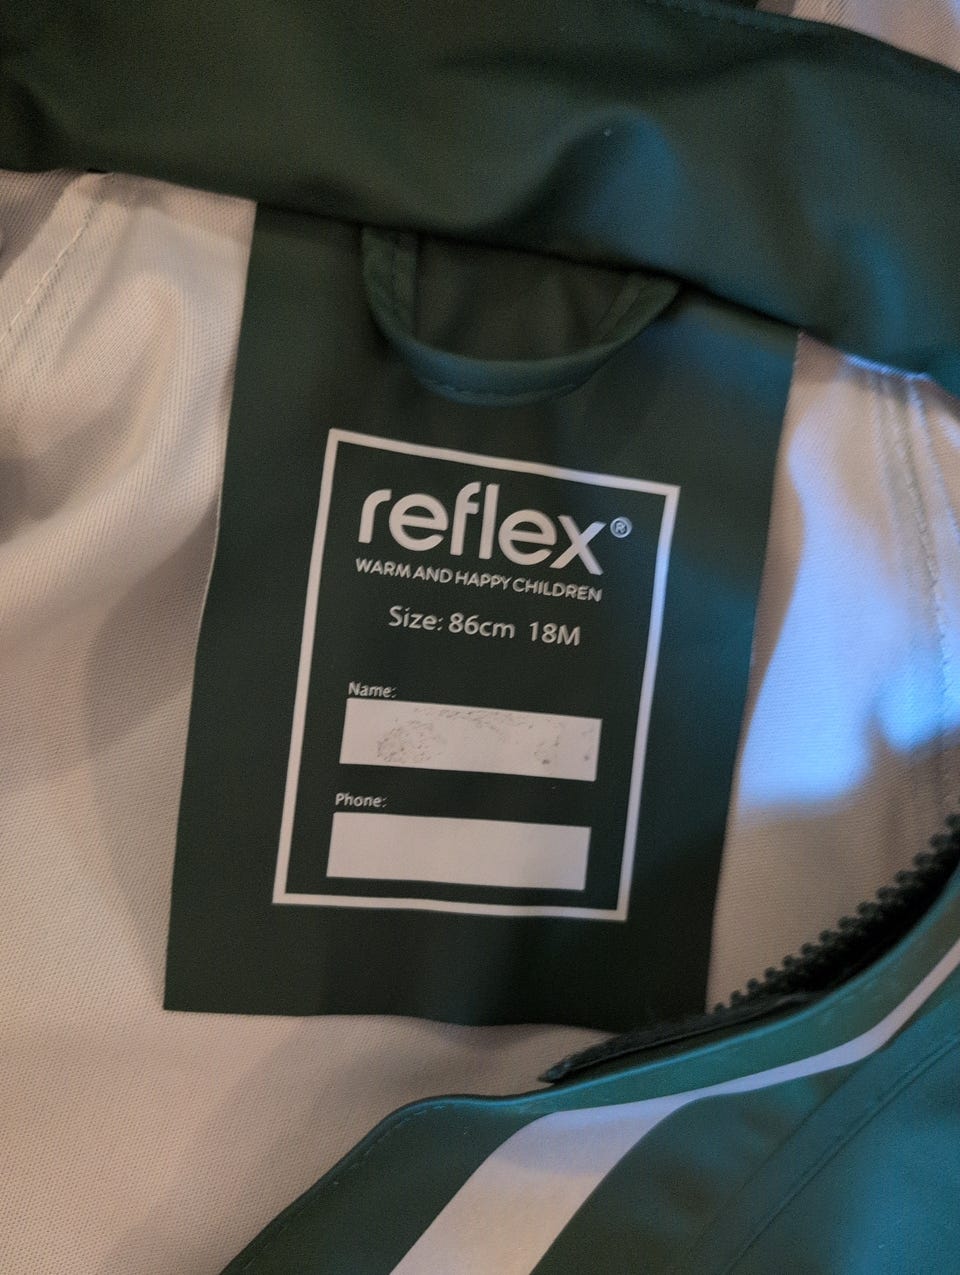 reflex®
WARM AND HAPPY CHILDREN
Size: 86cm 18M
Name:
Phone: